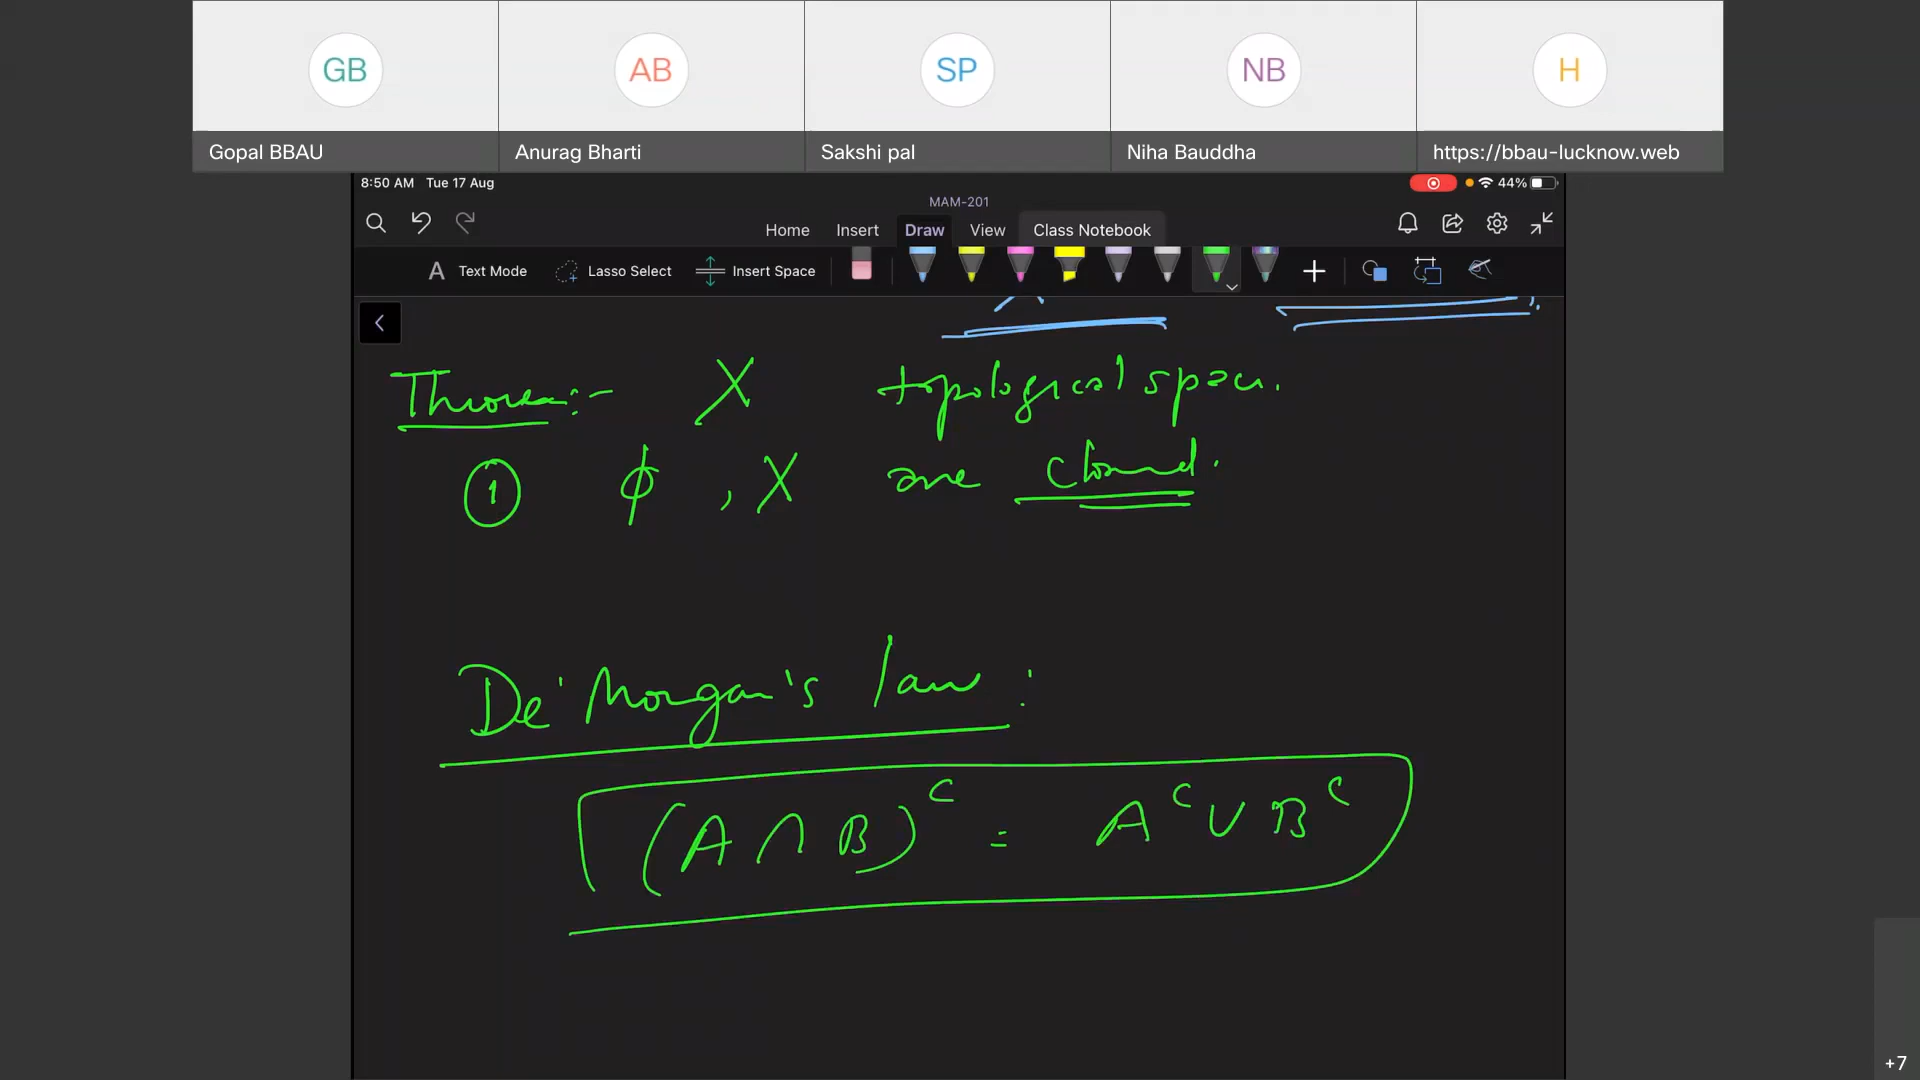 GB AB SP NB H
Gopal BBAU Anurag Bharti Sakshi pal Niha Bauddha https://bbau-lucknow.web
8:50 AM Tue 17 Aug 44%
MAM-201
Home Insert Draw View Class Notebook
A Text Mode Lasso Select Insert Space
Theorem:- X topological space.
① ϕ , X are closed.
De'Morgan's law :
(A ∩ B)ᶜ = Aᶜ ∪ Bᶜ
+7